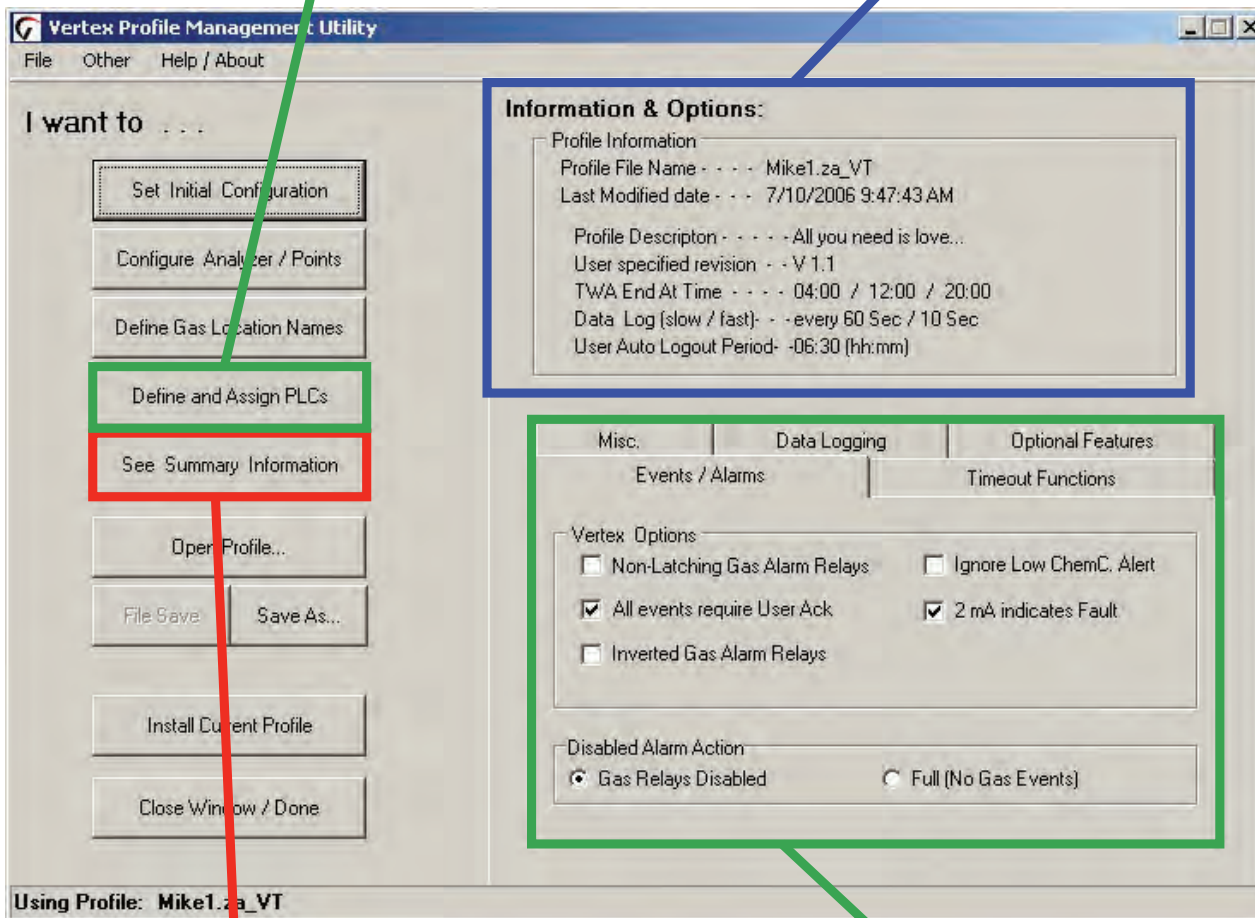 Vertex Profile Management Utility
File Other Help / About
I want to . . .
Set Initial Configuration
Configure Analyzer / Points
Define Gas Location Names
Define and Assign PLCs
See Summary Information
Open Profile...
File Save Save As...
Install Current Profile
Close Window / Done
Information & Options:
Profile Information
Profile File Name - - - - Mike1.za_VT
Last Modified date - - - 7/10/2006 9:47:43 AM
Profile Descripton - - - - - All you need is love...
User specified revision - - V 1.1
TWA End At Time - - - - 04:00 / 12:00 / 20:00
Data Log (slow / fast)- - -every 60 Sec / 10 Sec
User Auto Logout Period- -06:30 (hh:mm)
Misc. Data Logging Optional Features
Events / Alarms Timeout Functions
Vertex Options
Non-Latching Gas Alarm Relays Ignore Low ChemC. Alert
All events require User Ack 2 mA indicates Fault
Inverted Gas Alarm Relays
Disabled Alarm Action
Gas Relays Disabled Full (No Gas Events)
Using Profile: Mike1.za_VT